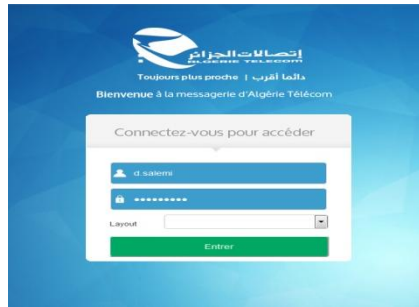 إتصالات الجزائر
ALGERIE TELECOM
Toujours plus proche | دائما أقرب
Bienvenue à la messagerie d'Algérie Télécom
Connectez-vous pour accéder
d.salemi
•••••••••
Layout
Entrer